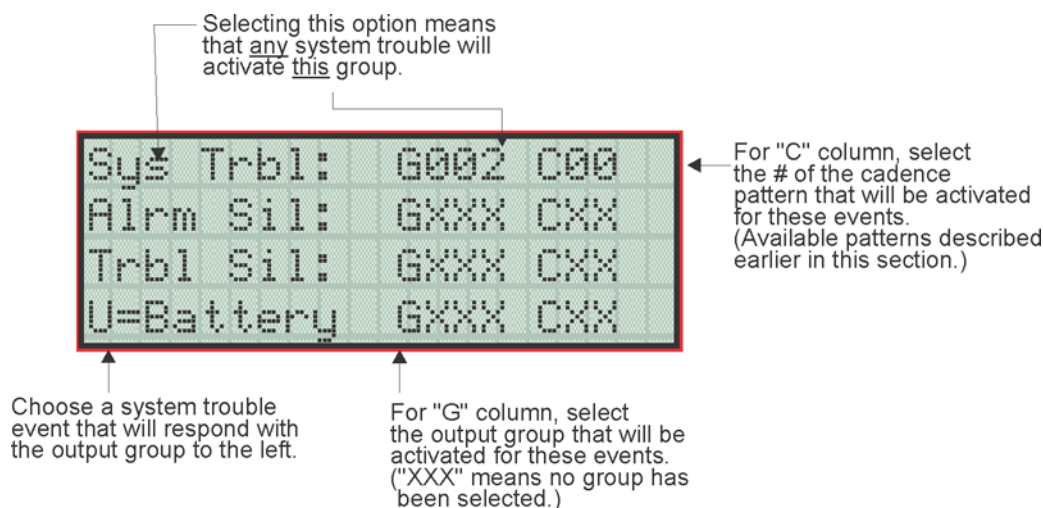 Selecting this option means
that any system trouble will
activate this group.
Sys Trbl: G002 C00
Alrm Sil: GXXX CXX
Trbl Sil: GXXX CXX
U=Battery GXXX CXX
For "C" column, select
the # of the cadence
pattern that will be activated
for these events.
(Available patterns described
earlier in this section.)
Choose a system trouble
event that will respond with
the output group to the left.
For "G" column, select
the output group that will be
activated for these events.
("XXX" means no group has
been selected.)